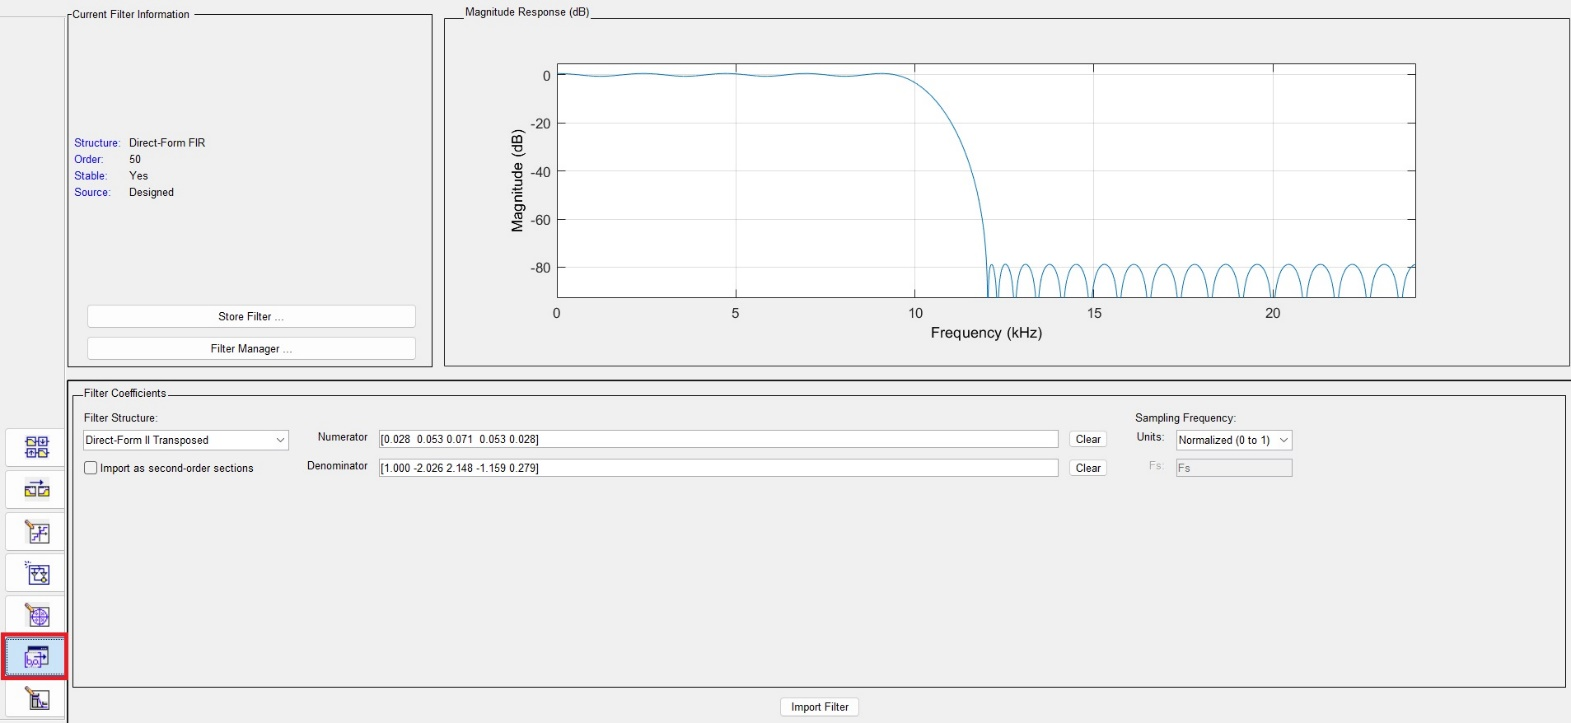 Current Filter Information
Structure: Direct-Form FIR
Order: 50
Stable: Yes
Source: Designed
Store Filter ...
Filter Manager ...
Magnitude Response (dB)
Magnitude (dB)
0
-20
-40
-60
-80
0 5 10 15 20
Frequency (kHz)
Filter Coefficients
Filter Structure:
Direct-Form II Transposed
Import as second-order sections
Numerator [0.028 0.053 0.071 0.053 0.028] Clear
Denominator [1.000 -2.026 2.148 -1.159 0.279] Clear
Sampling Frequency:
Units: Normalized (0 to 1)
Fs: Fs
Import Filter